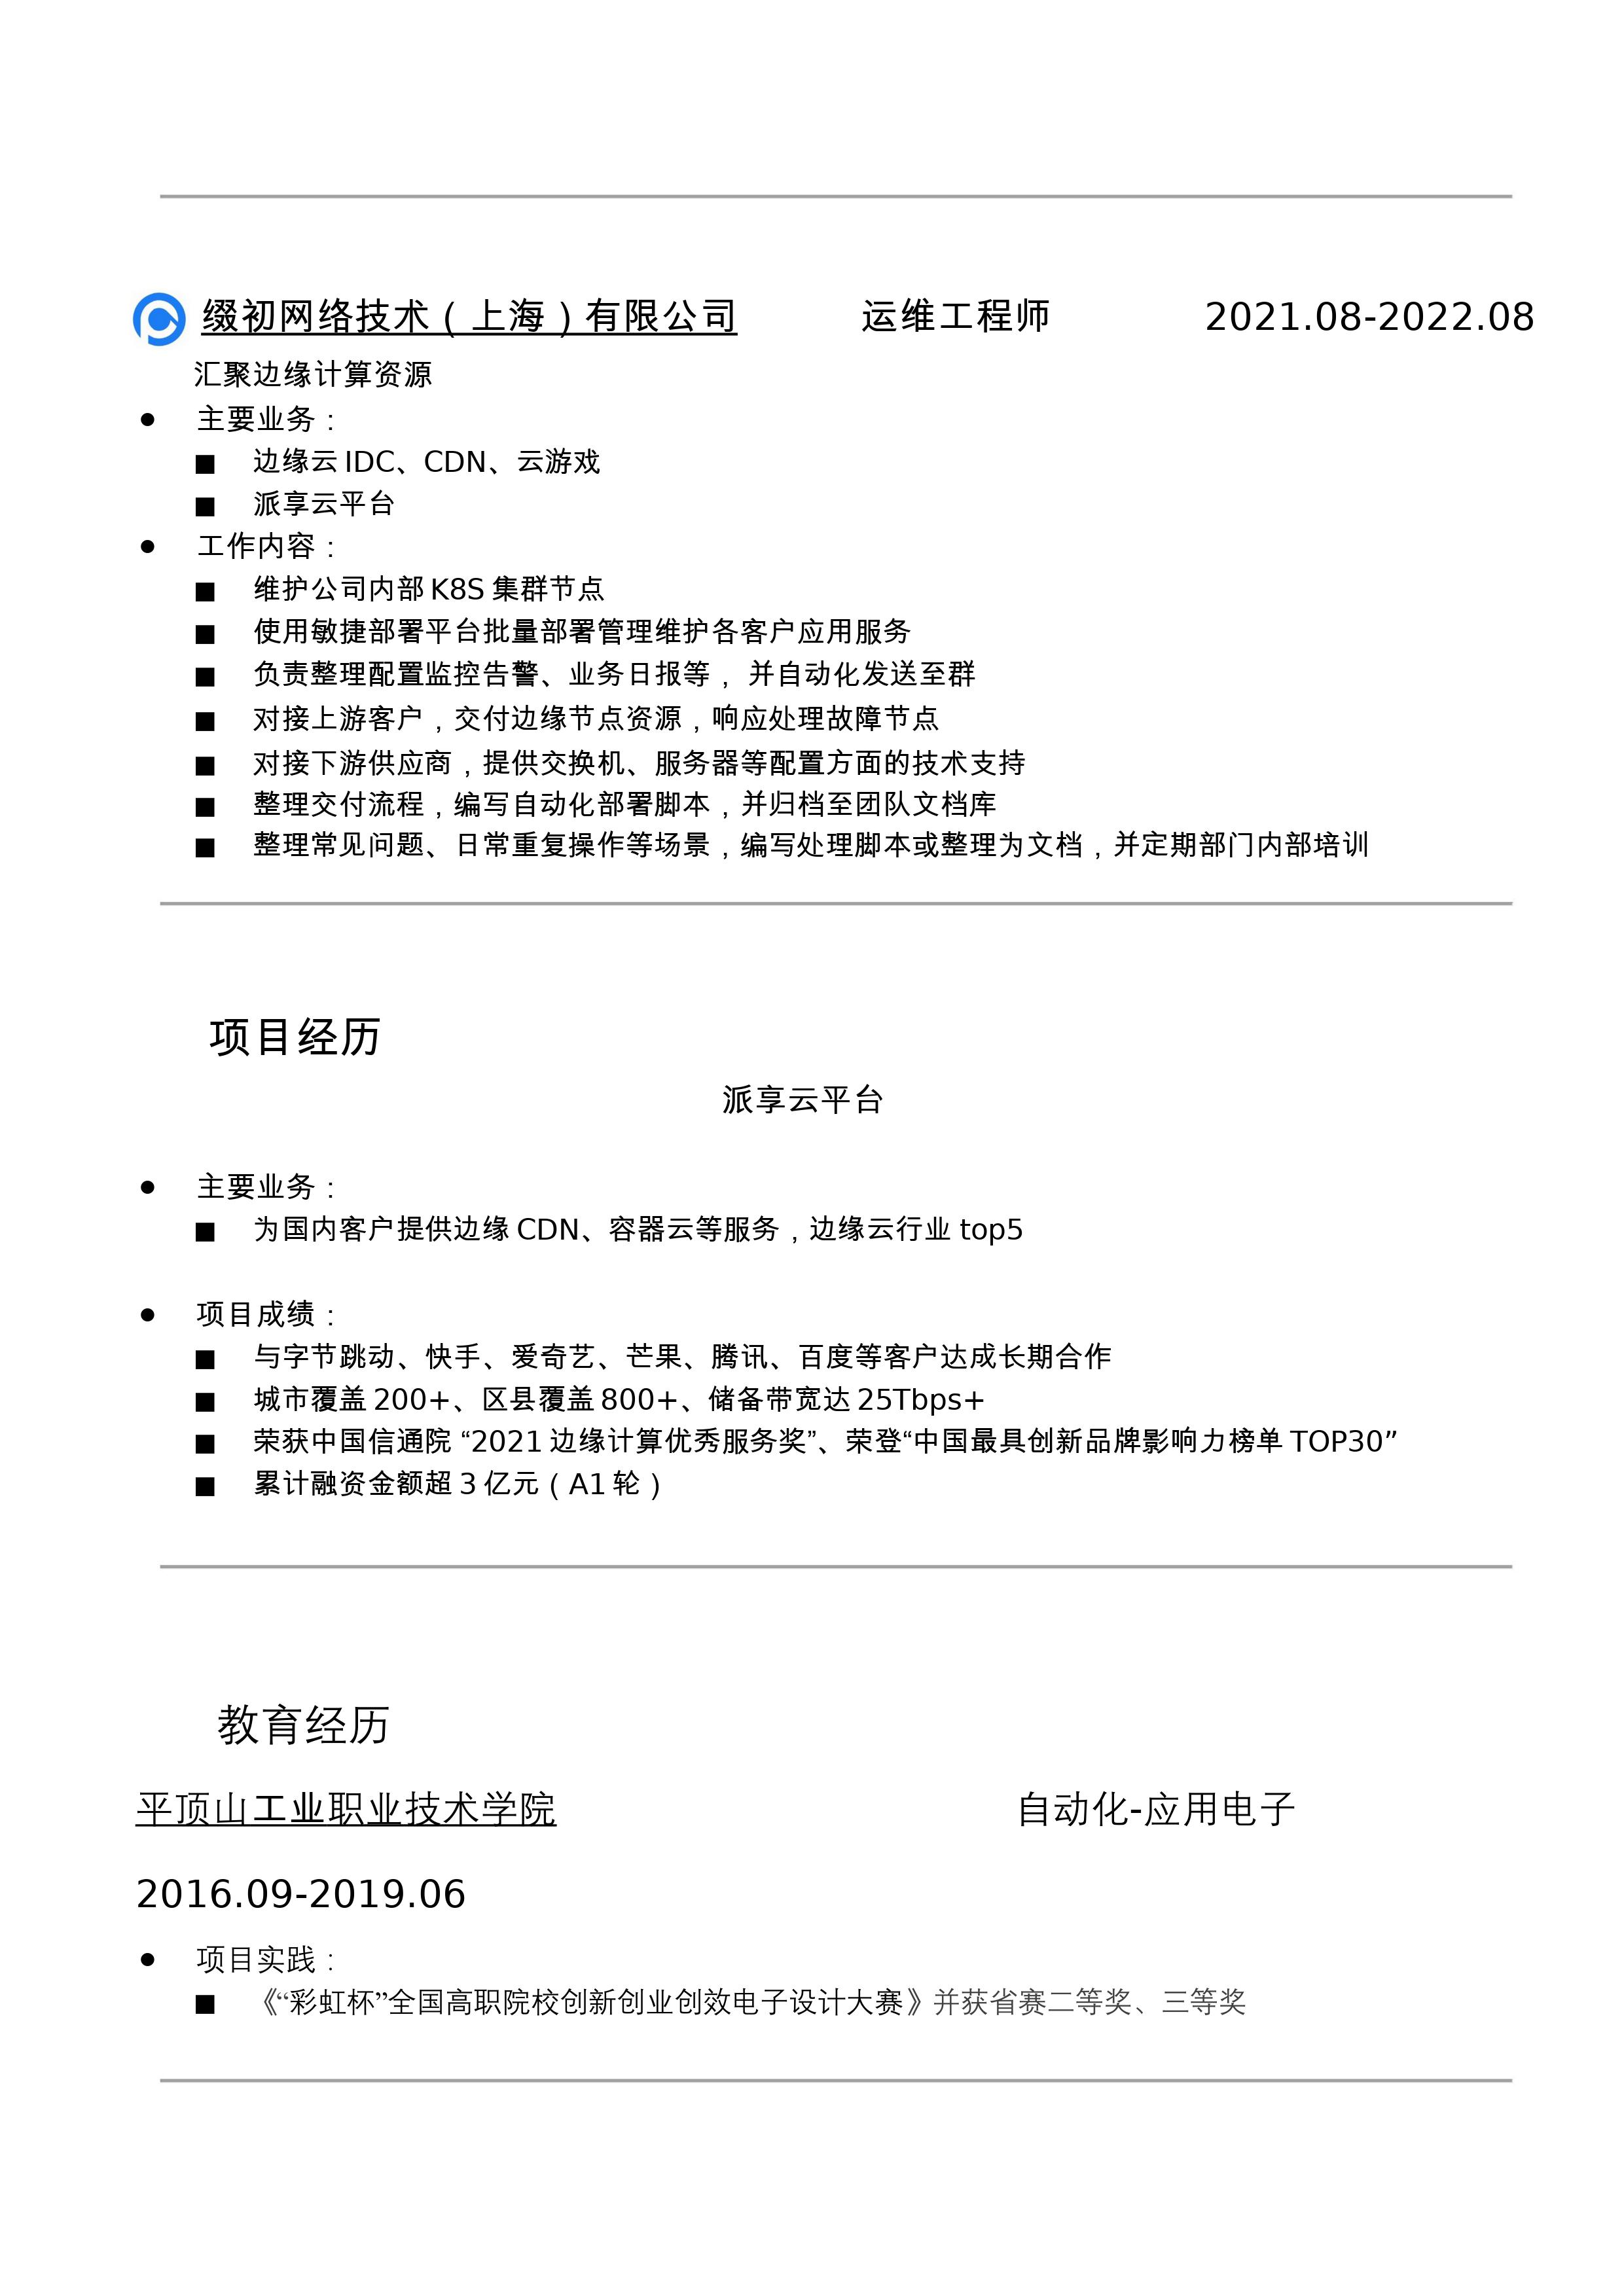 缀初网络技术（上海）有限公司 运维工程师 2021.08-2022.08
汇聚边缘计算资源
● 主要业务：
■ 边缘云 IDC、CDN、云游戏
■ 派享云平台
● 工作内容：
■ 维护公司内部 K8S 集群节点
■ 使用敏捷部署平台批量部署管理维护各客户应用服务
■ 负责整理配置监控告警、业务日报等， 并自动化发送至群
■ 对接上游客户，交付边缘节点资源，响应处理故障节点
■ 对接下游供应商，提供交换机、服务器等配置方面的技术支持
■ 整理交付流程，编写自动化部署脚本，并归档至团队文档库
■ 整理常见问题、日常重复操作等场景，编写处理脚本或整理为文档，并定期部门内部培训
项目经历
派享云平台
● 主要业务：
■ 为国内客户提供边缘 CDN、容器云等服务，边缘云行业 top5
● 项目成绩：
■ 与字节跳动、快手、爱奇艺、芒果、腾讯、百度等客户达成长期合作
■ 城市覆盖 200+、区县覆盖 800+、储备带宽达 25Tbps+
■ 荣获中国信通院 “2021 边缘计算优秀服务奖”、荣登“中国最具创新品牌影响力榜单 TOP30”
■ 累计融资金额超 3 亿元（A1 轮）
教育经历
平顶山工业职业技术学院 自动化-应用电子
2016.09-2019.06
● 项目实践：
■ 《“彩虹杯”全国高职院校创新创业创效电子设计大赛》并获省赛二等奖、三等奖